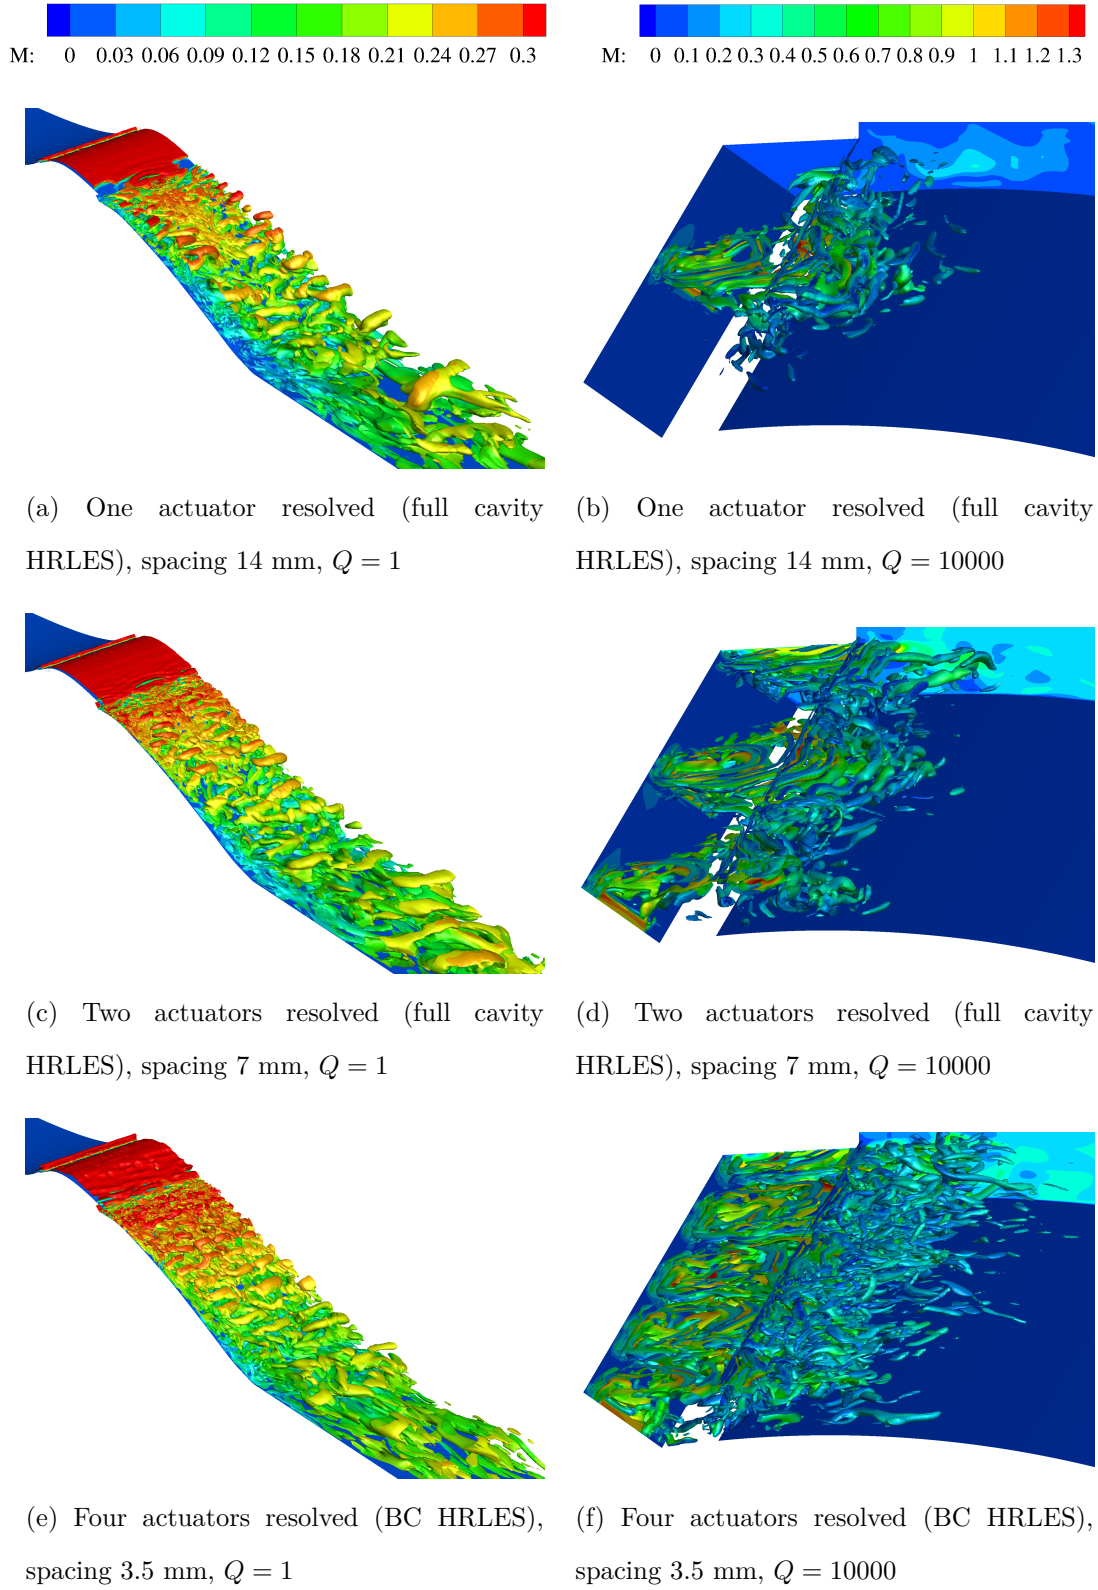 M: 0 0.03 0.06 0.09 0.12 0.15 0.18 0.21 0.24 0.27 0.3
M: 0 0.1 0.2 0.3 0.4 0.5 0.6 0.7 0.8 0.9 1 1.1 1.2 1.3
(a) One actuator resolved (full cavity
HRLES), spacing 14 mm, Q = 1
(b) One actuator resolved (full cavity
HRLES), spacing 14 mm, Q = 10000
(c) Two actuators resolved (full cavity
HRLES), spacing 7 mm, Q = 1
(d) Two actuators resolved (full cavity
HRLES), spacing 7 mm, Q = 10000
(e) Four actuators resolved (BC HRLES),
spacing 3.5 mm, Q = 1
(f) Four actuators resolved (BC HRLES),
spacing 3.5 mm, Q = 10000